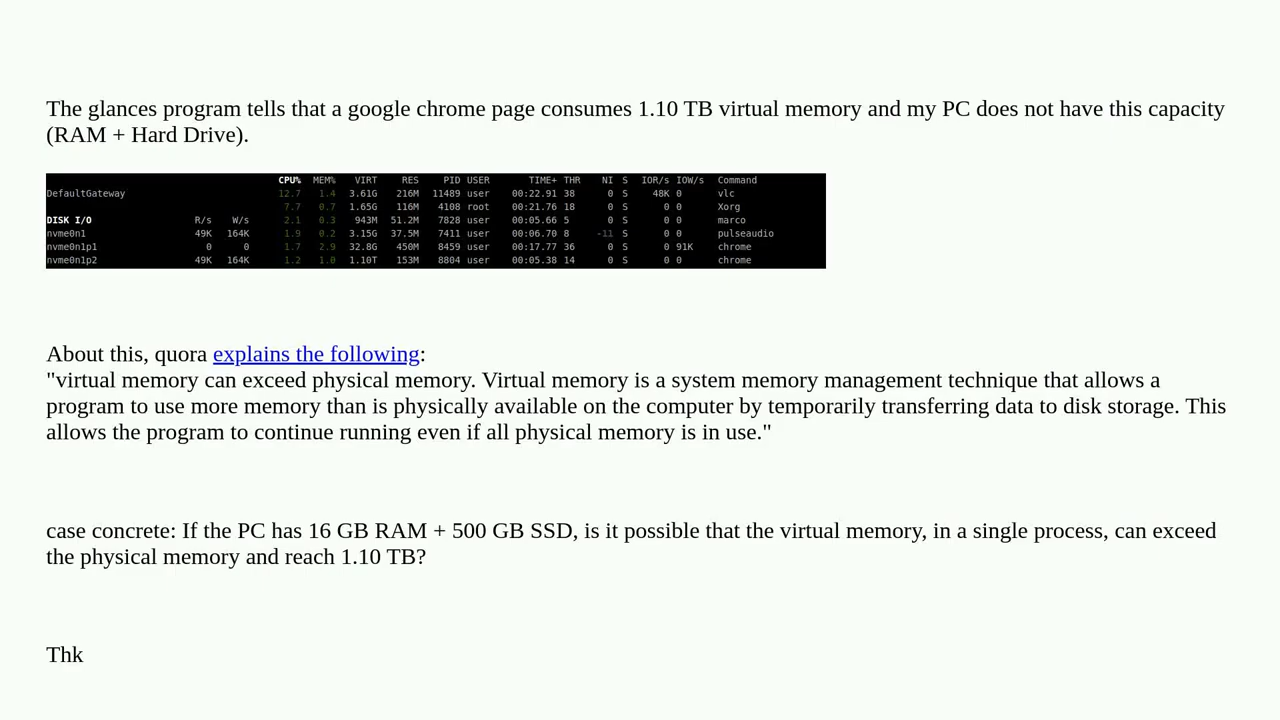 The glances program tells that a google chrome page consumes 1.10 TB virtual memory and my PC does not have this capacity
(RAM + Hard Drive).
CPU% MEM% VIRT RES PID USER TIME+ THR NI S IOR/s IOW/s Command
DefaultGateway 12.7 1.4 3.61G 216M 11489 user 00:22.91 38 0 S 48K 0 vlc
7.7 0.7 1.65G 116M 4108 root 00:21.76 18 0 S 0 0 Xorg
DISK I/O R/s W/s 2.1 0.3 943M 51.2M 7828 user 00:05.66 5 0 S 0 0 marco
nvme0n1 49K 164K 1.9 0.2 3.15G 37.5M 7411 user 00:06.70 8 -11 S 0 0 pulseaudio
nvme0n1p1 0 0 1.7 2.9 32.8G 450M 8459 user 00:17.77 36 0 S 0 91K chrome
nvme0n1p2 49K 164K 1.2 1.0 1.10T 153M 8804 user 00:05.38 14 0 S 0 0 chrome
About this, quora explains the following:
"virtual memory can exceed physical memory. Virtual memory is a system memory management technique that allows a
program to use more memory than is physically available on the computer by temporarily transferring data to disk storage. This
allows the program to continue running even if all physical memory is in use."
case concrete: If the PC has 16 GB RAM + 500 GB SSD, is it possible that the virtual memory, in a single process, can exceed
the physical memory and reach 1.10 TB?
Thk